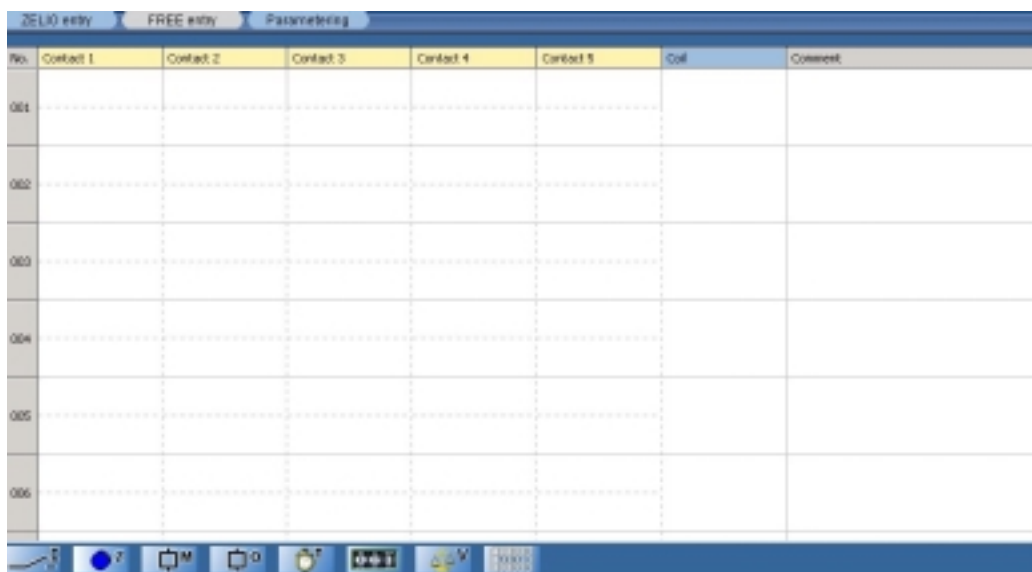 ZELIO entry FREE entry Parametering
No. Contact 1 Contact 2 Contact 3 Contact 4 Contact 5 Coil Comment
001
002
003
004
005
006
Z M Q T V